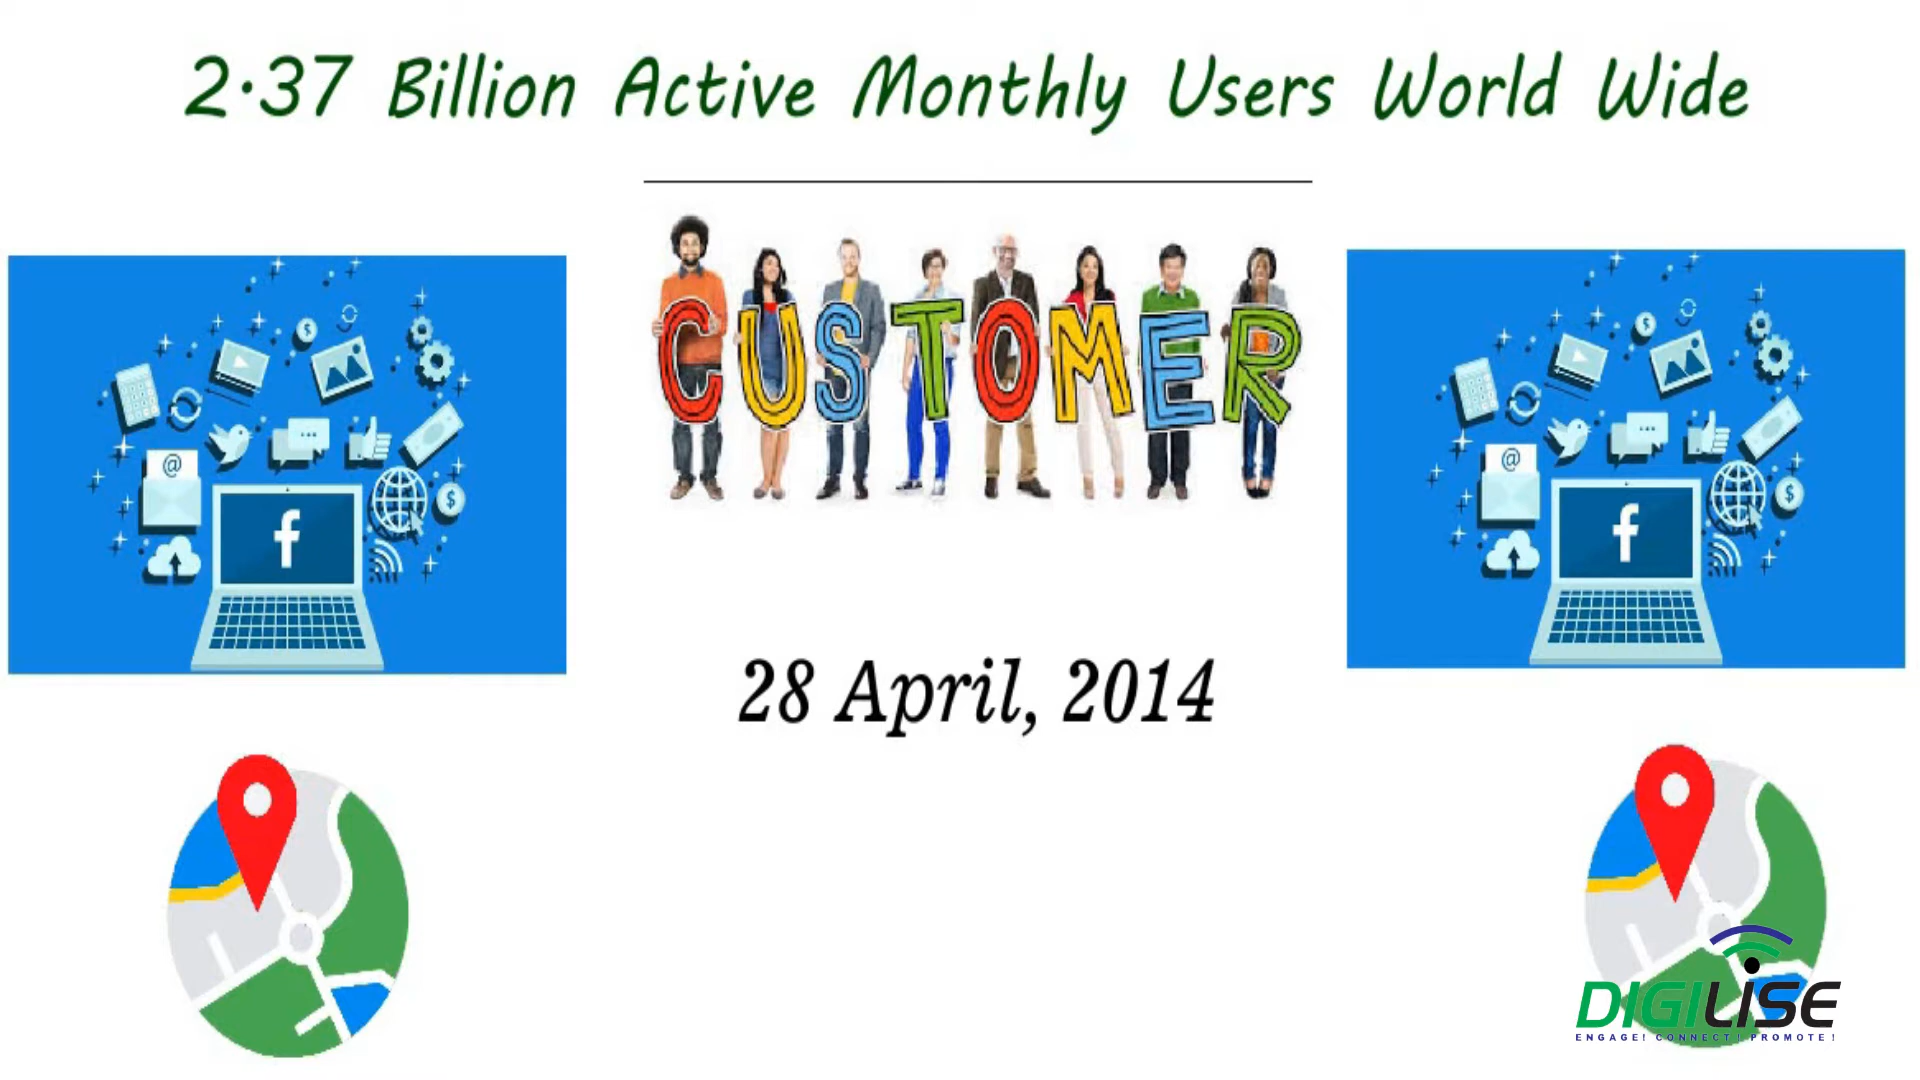 2.37 Billion Active Monthly Users World Wide
CUSTOMER
@
$
f
$
@
$
f
$
28 April, 2014
DIGILISE
ENGAGE! CONNECT! PROMOTE!